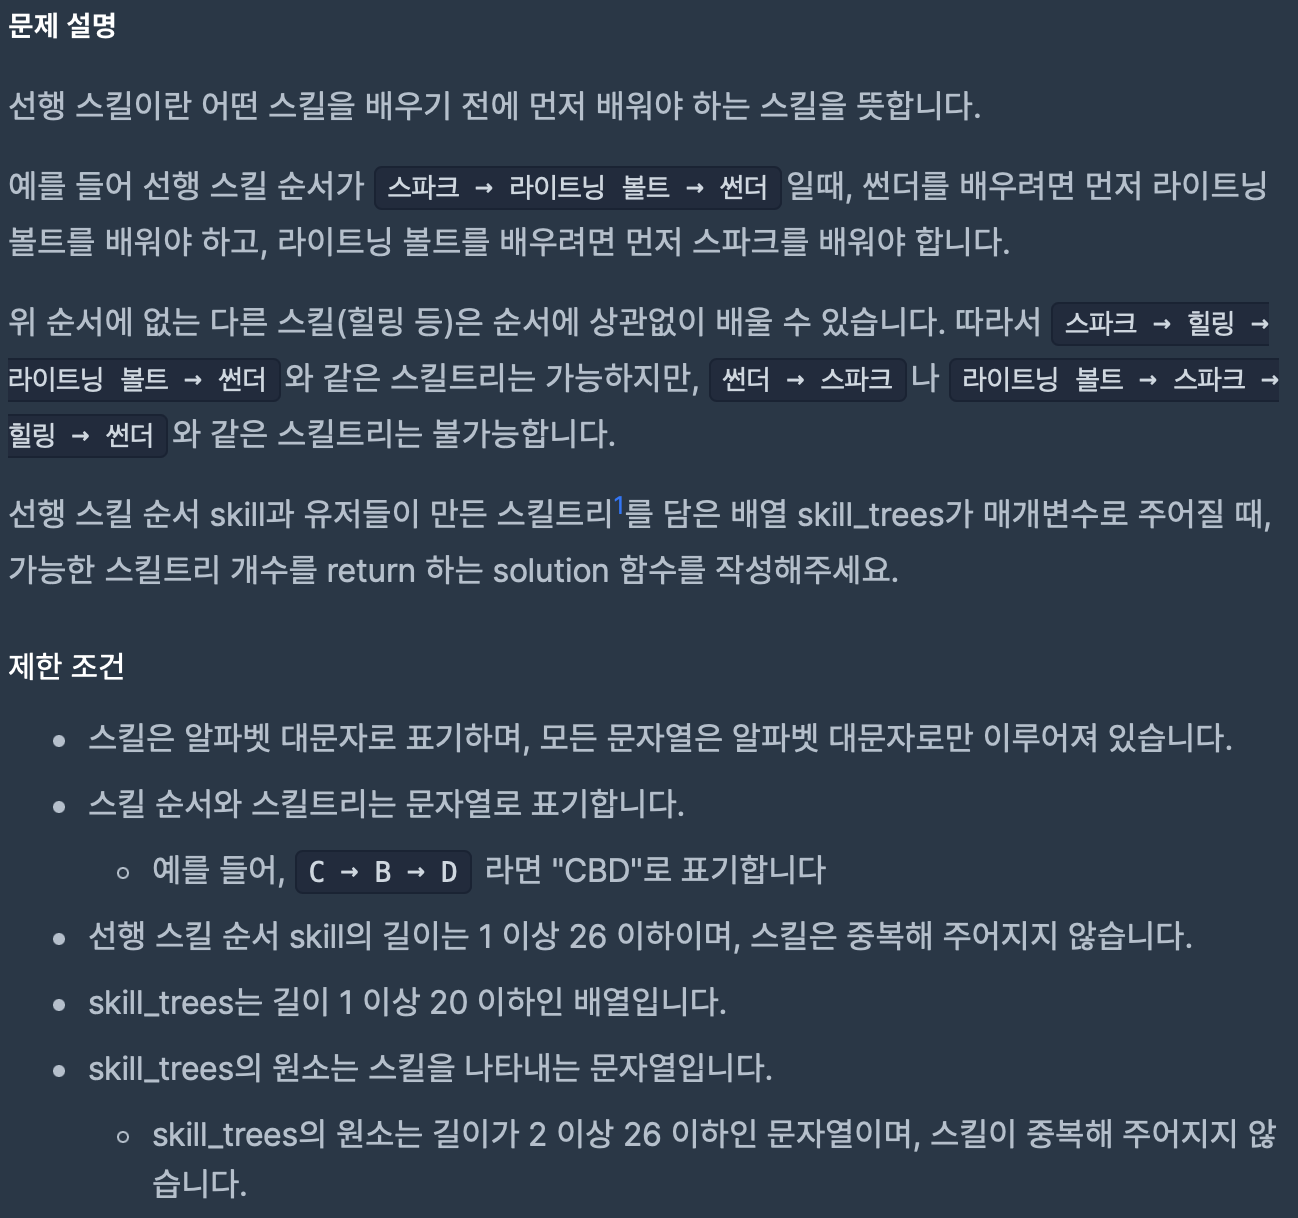 문제 설명
선행 스킬이란 어떤 스킬을 배우기 전에 먼저 배워야 하는 스킬을 뜻합니다.
예를 들어 선행 스킬 순서가 스파크 → 라이트닝 볼트 → 썬더 일때, 썬더를 배우려면 먼저 라이트닝
볼트를 배워야 하고, 라이트닝 볼트를 배우려면 먼저 스파크를 배워야 합니다.
위 순서에 없는 다른 스킬(힐링 등)은 순서에 상관없이 배울 수 있습니다. 따라서 스파크 → 힐링 →
라이트닝 볼트 → 썬더 와 같은 스킬트리는 가능하지만, 썬더 → 스파크 나 라이트닝 볼트 → 스파크 →
힐링 → 썬더 와 같은 스킬트리는 불가능합니다.
선행 스킬 순서 skill과 유저들이 만든 스킬트리1를 담은 배열 skill_trees가 매개변수로 주어질 때,
가능한 스킬트리 개수를 return 하는 solution 함수를 작성해주세요.
제한 조건
• 스킬은 알파벳 대문자로 표기하며, 모든 문자열은 알파벳 대문자로만 이루어져 있습니다.
• 스킬 순서와 스킬트리는 문자열로 표기합니다.
◦ 예를 들어, C → B → D 라면 "CBD"로 표기합니다
• 선행 스킬 순서 skill의 길이는 1 이상 26 이하이며, 스킬은 중복해 주어지지 않습니다.
• skill_trees는 길이 1 이상 20 이하인 배열입니다.
• skill_trees의 원소는 스킬을 나타내는 문자열입니다.
◦ skill_trees의 원소는 길이가 2 이상 26 이하인 문자열이며, 스킬이 중복해 주어지지 않
습니다.